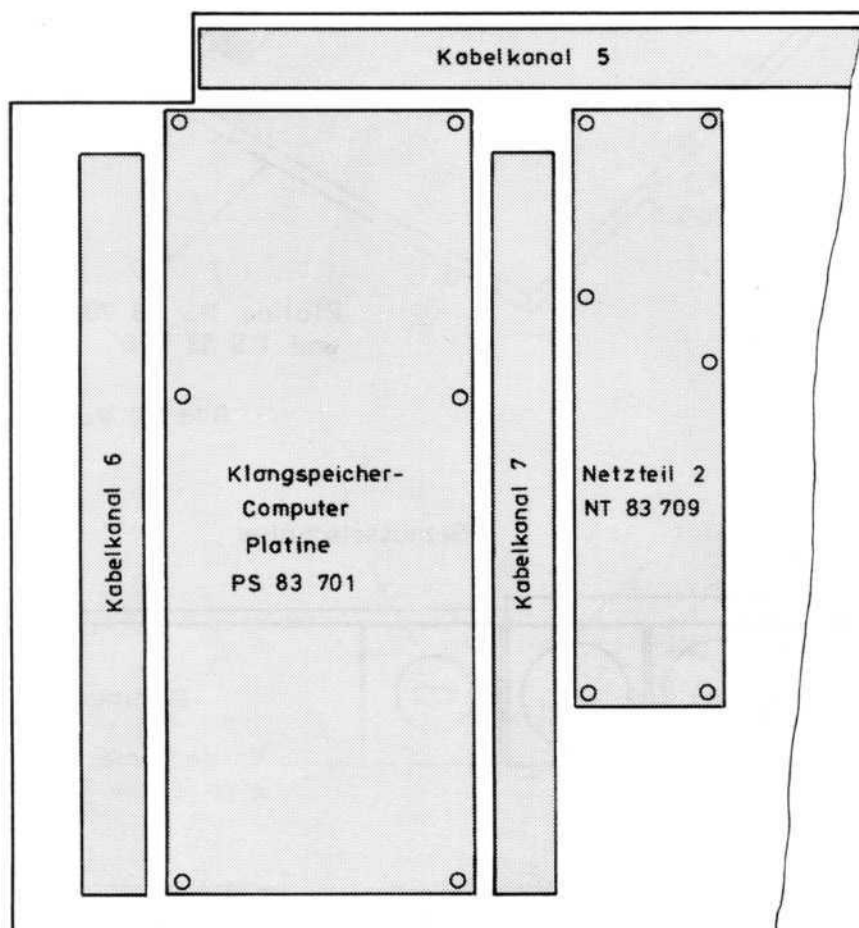 Kabelkanal 5
Kabelkanal 6
Klangspeicher-
Computer
Platine
PS 83 701
Kabelkanal 7
Netzteil 2
NT 83 709